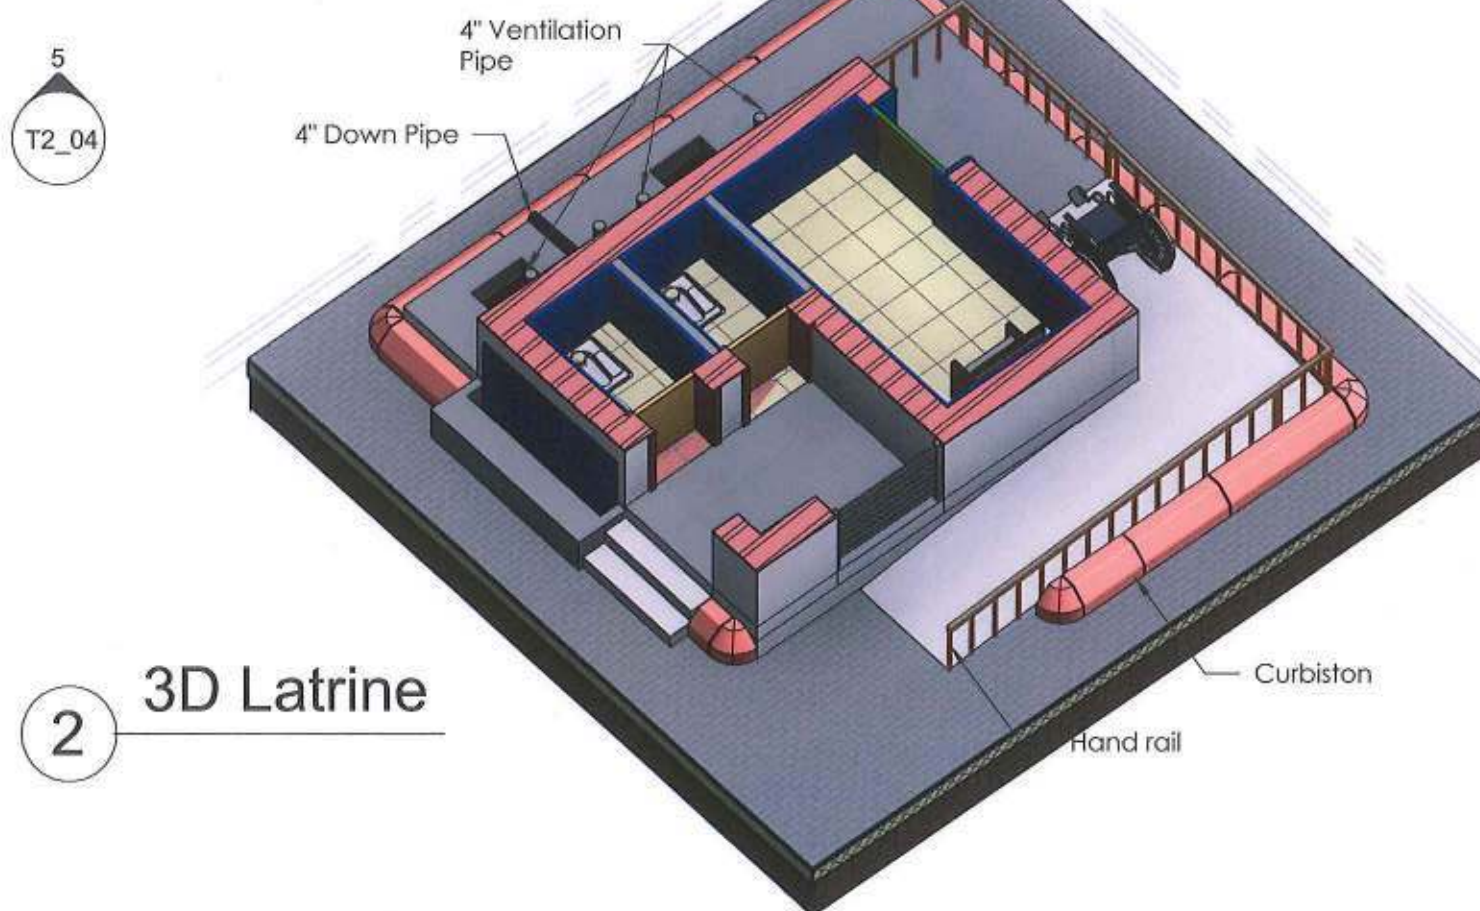 4" Ventilation
Pipe
5
T2_04
4" Down Pipe
3D Latrine
2
Curbiston
Hand rail